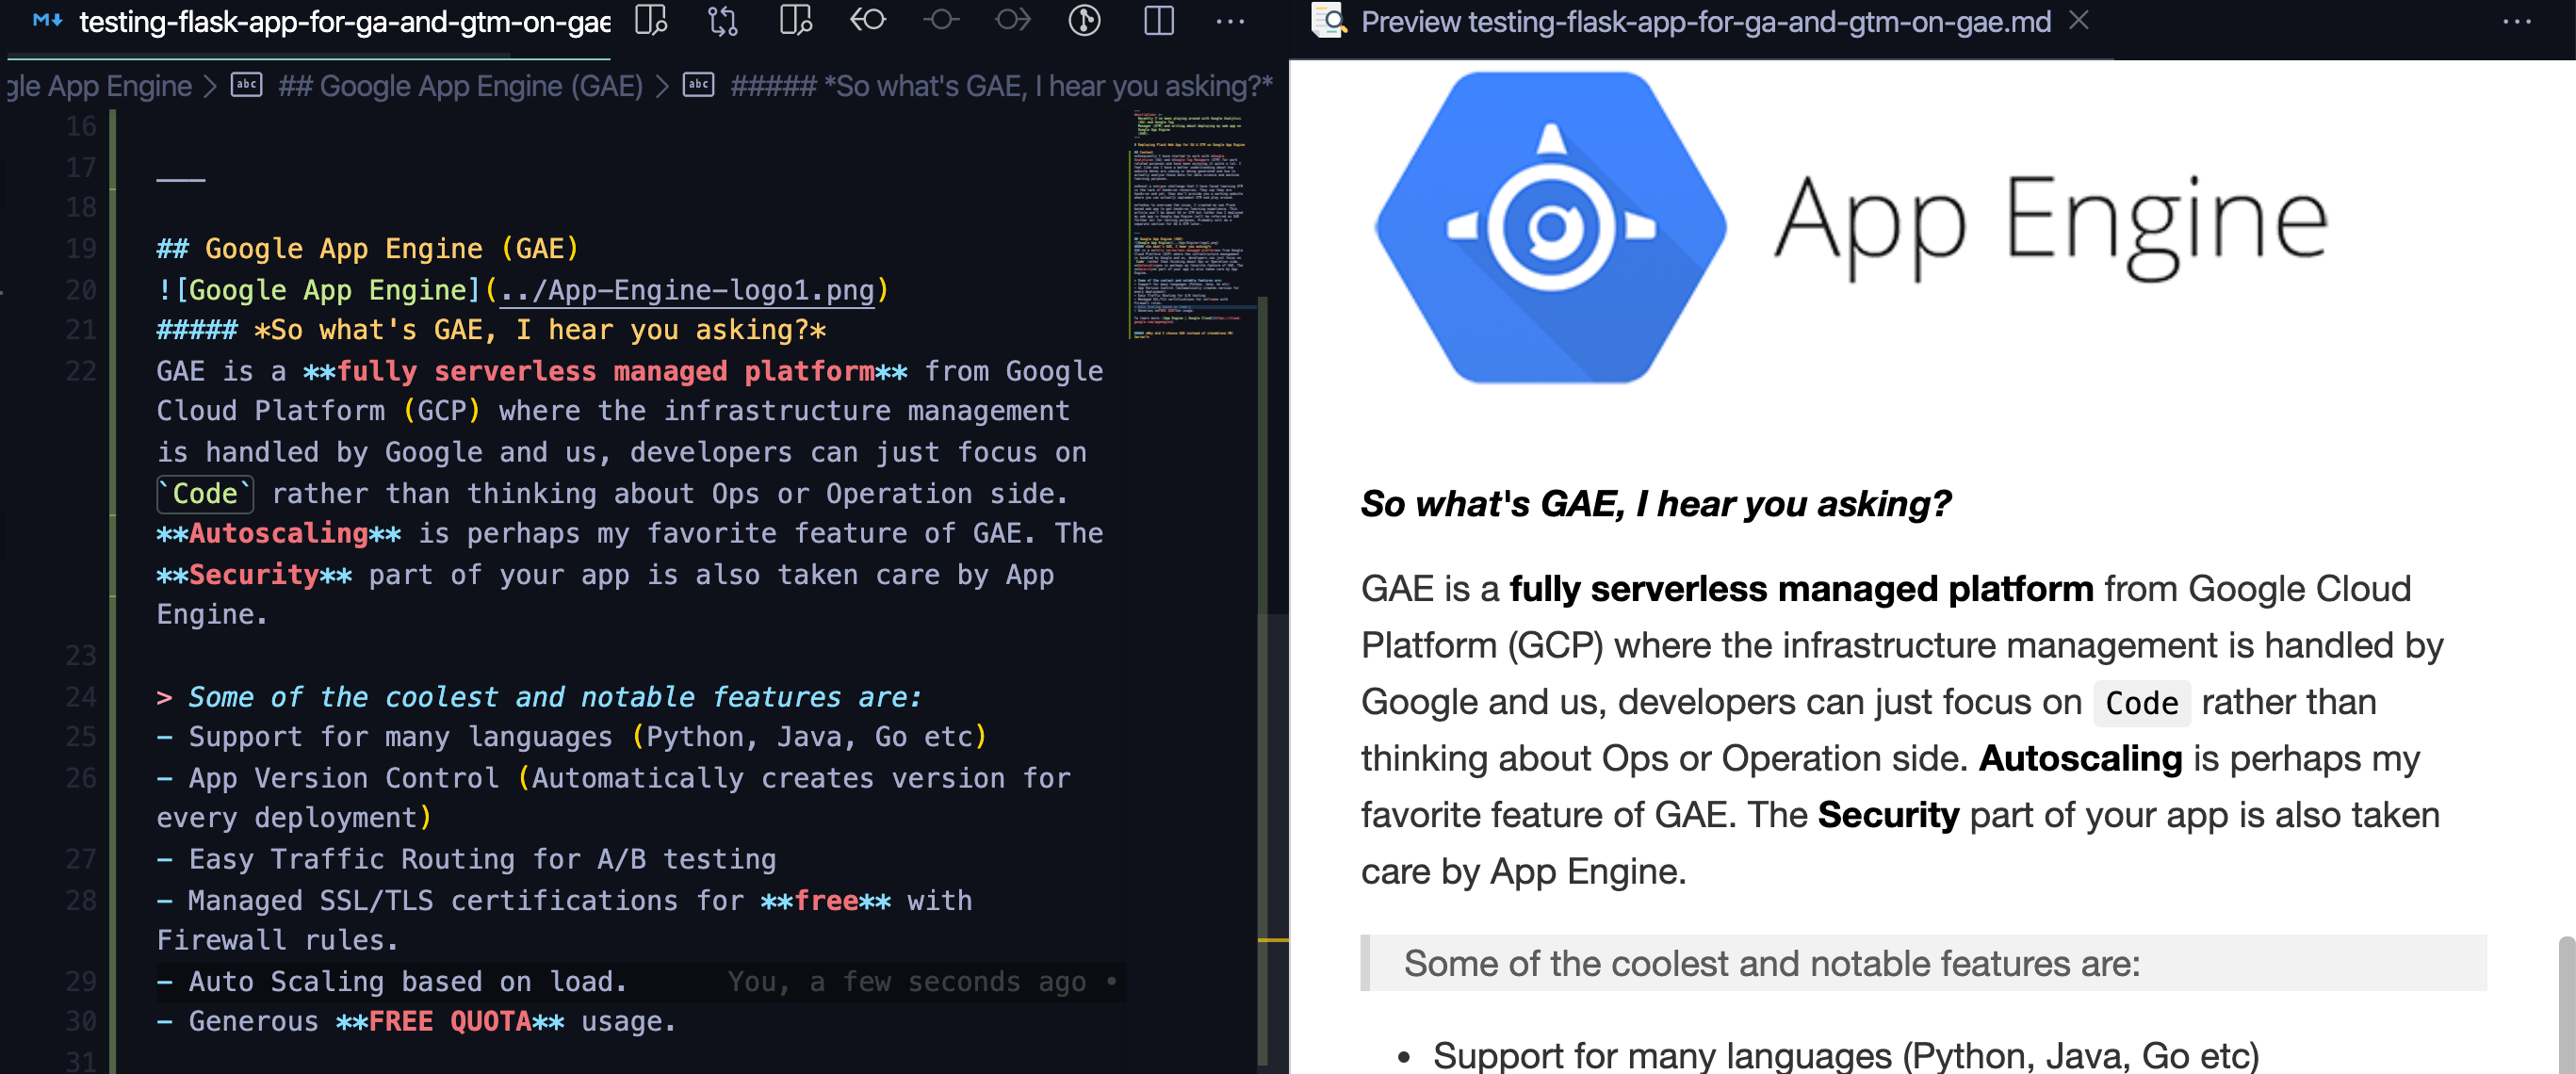 testing-flask-app-for-ga-and-gtm-on-gae
gle App Engine > ## Google App Engine (GAE) > ##### *So what's GAE, I hear you asking?*
16
17 ___
18
19 ## Google App Engine (GAE)
20 ![Google App Engine](../App-Engine-logo1.png)
21 ##### *So what's GAE, I hear you asking?*
22 GAE is a **fully serverless managed platform** from Google
Cloud Platform (GCP) where the infrastructure management
is handled by Google and us, developers can just focus on
`Code` rather than thinking about Ops or Operation side.
**Autoscaling** is perhaps my favorite feature of GAE. The
**Security** part of your app is also taken care by App
Engine.
23
24 > Some of the coolest and notable features are:
25 - Support for many languages (Python, Java, Go etc)
26 - App Version Control (Automatically creates version for
every deployment)
27 - Easy Traffic Routing for A/B testing
28 - Managed SSL/TLS certifications for **free** with
Firewall rules.
29 - Auto Scaling based on load. You, a few seconds ago •
30 - Generous **FREE QUOTA** usage.
31
Preview testing-flask-app-for-ga-and-gtm-on-gae.md
App Engine
So what's GAE, I hear you asking?
GAE is a fully serverless managed platform from Google Cloud
Platform (GCP) where the infrastructure management is handled by
Google and us, developers can just focus on Code rather than
thinking about Ops or Operation side. Autoscaling is perhaps my
favorite feature of GAE. The Security part of your app is also taken
care by App Engine.
Some of the coolest and notable features are:
• Support for many languages (Python, Java, Go etc)